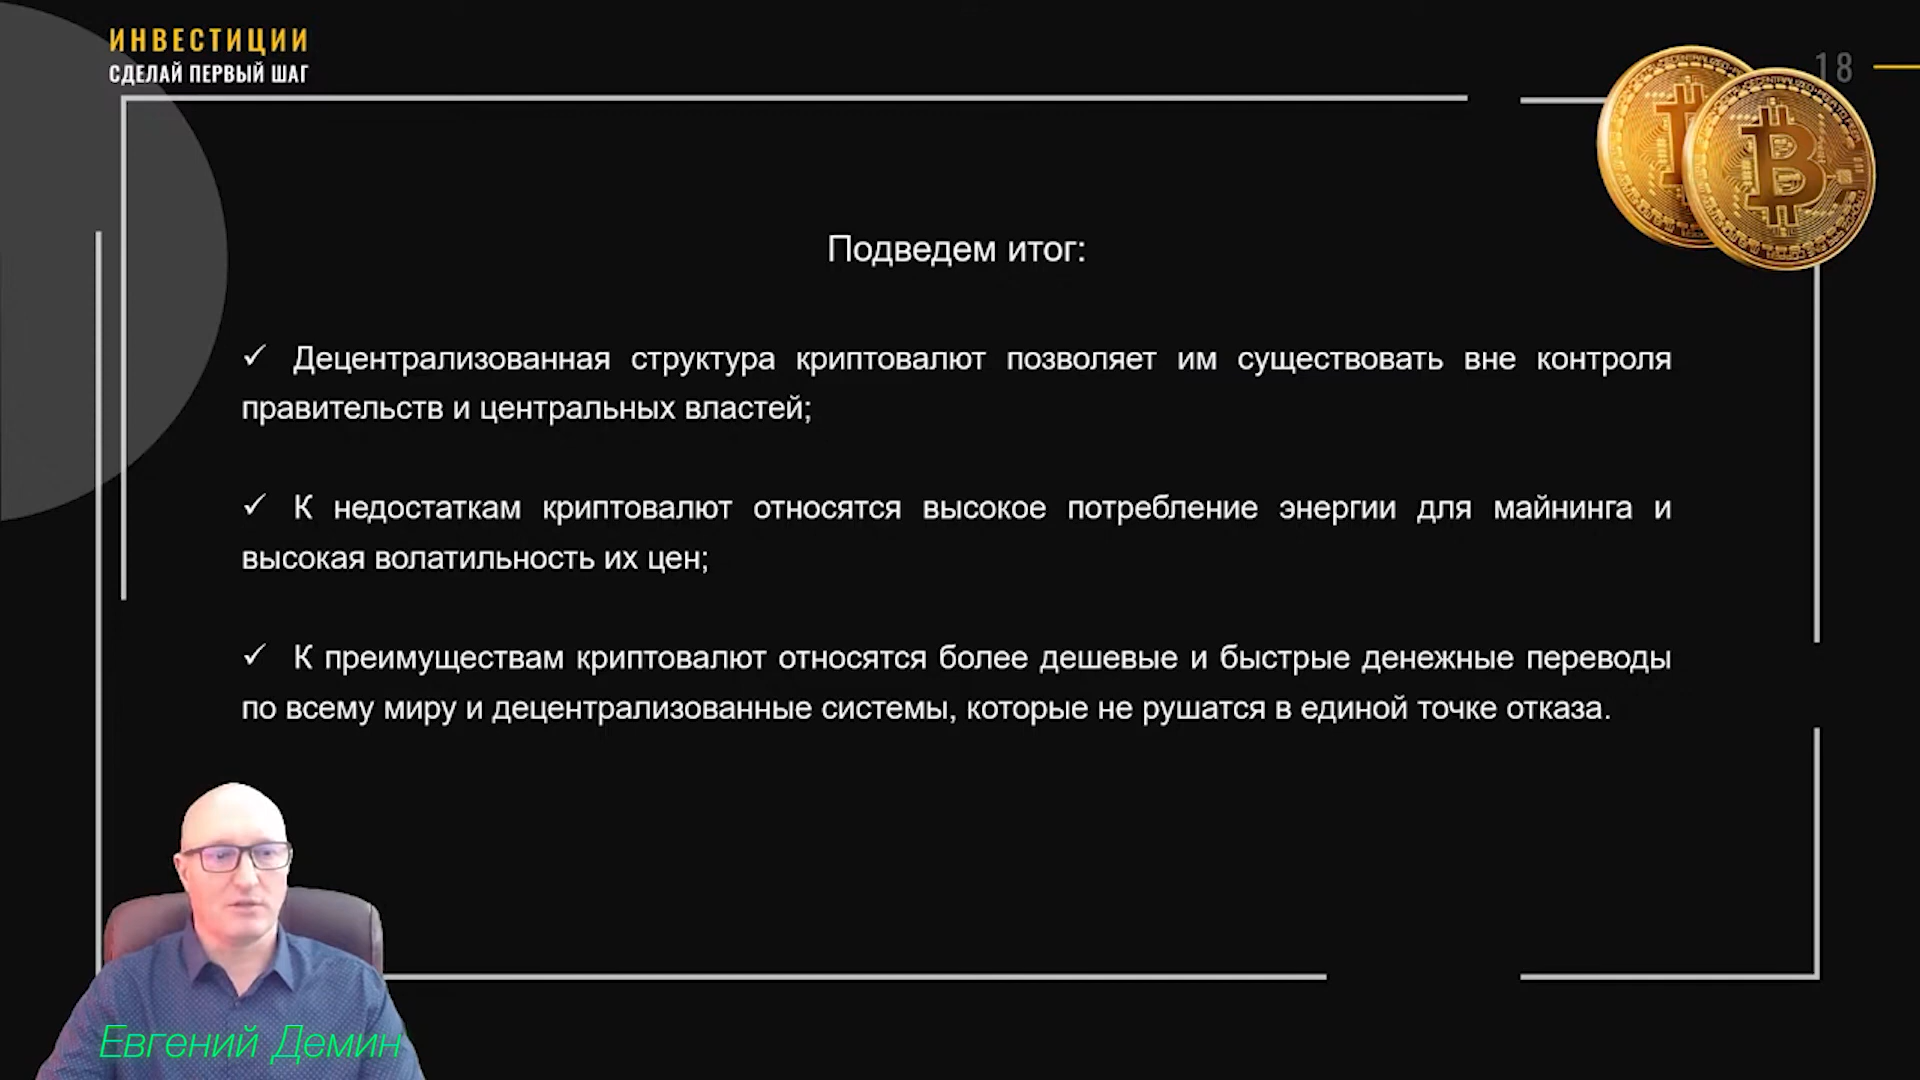 ИНВЕСТИЦИИ
СДЕЛАЙ ПЕРВЫЙ ШАГ
18
Подведем итог:
✓ Децентрализованная структура криптовалют позволяет им существовать вне контроля
правительств и центральных властей;
✓ К недостаткам криптовалют относятся высокое потребление энергии для майнинга и
высокая волатильность их цен;
✓ К преимуществам криптовалют относятся более дешевые и быстрые денежные переводы
по всему миру и децентрализованные системы, которые не рушатся в единой точке отказа.
Евгений Демин